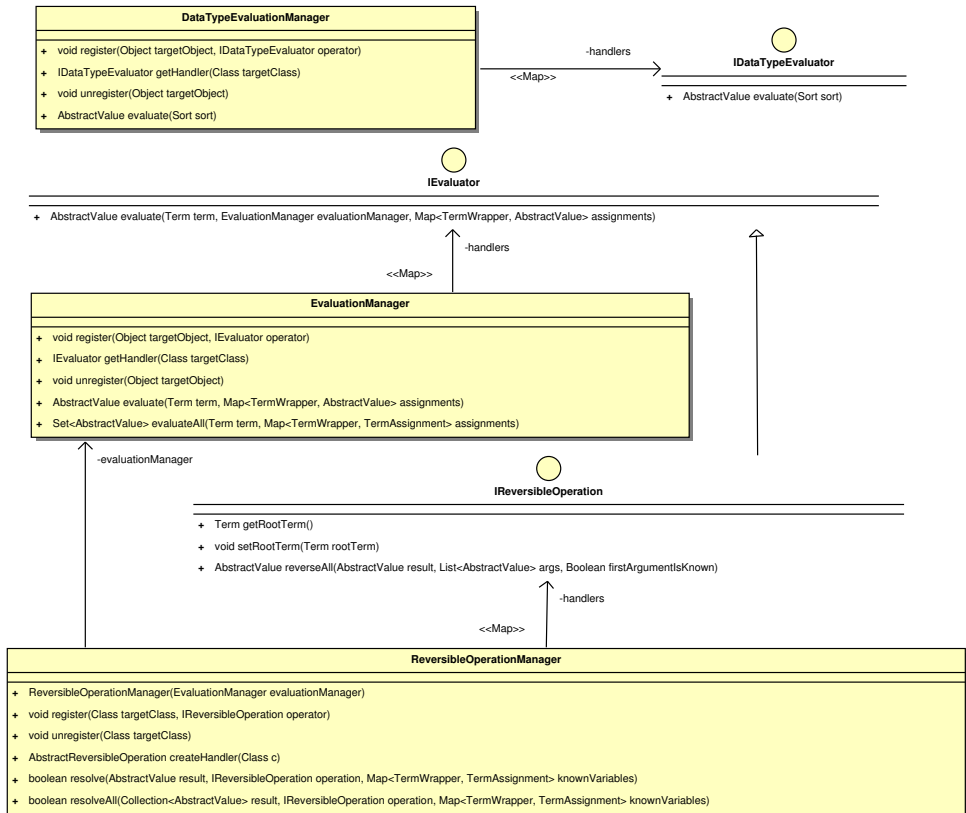 DataTypeEvaluationManager
+ void register(Object targetObject, IDataTypeEvaluator operator)
+ IDataTypeEvaluator getHandler(Class targetClass)
+ void unregister(Object targetObject)
+ AbstractValue evaluate(Sort sort)
-handlers
<<Map>>
IDataTypeEvaluator
+ AbstractValue evaluate(Sort sort)
IEvaluator
+ AbstractValue evaluate(Term term, EvaluationManager evaluationManager, Map<TermWrapper, AbstractValue> assignments)
-handlers
<<Map>>
EvaluationManager
+ void register(Object targetObject, IEvaluator operator)
+ IEvaluator getHandler(Class targetClass)
+ void unregister(Object targetObject)
+ AbstractValue evaluate(Term term, Map<TermWrapper, AbstractValue> assignments)
+ Set<AbstractValue> evaluateAll(Term term, Map<TermWrapper, TermAssignment> assignments)
-evaluationManager
IReversibleOperation
+ Term getRootTerm()
+ void setRootTerm(Term rootTerm)
+ AbstractValue reverseAll(AbstractValue result, List<AbstractValue> args, Boolean firstArgumentIsKnown)
-handlers
<<Map>>
ReversibleOperationManager
+ ReversibleOperationManager(EvaluationManager evaluationManager)
+ void register(Class targetClass, IReversibleOperation operator)
+ void unregister(Class targetClass)
+ AbstractReversibleOperation createHandler(Class c)
+ boolean resolve(AbstractValue result, IReversibleOperation operation, Map<TermWrapper, TermAssignment> knownVariables)
+ boolean resolveAll(Collection<AbstractValue> result, IReversibleOperation operation, Map<TermWrapper, TermAssignment> knownVariables)